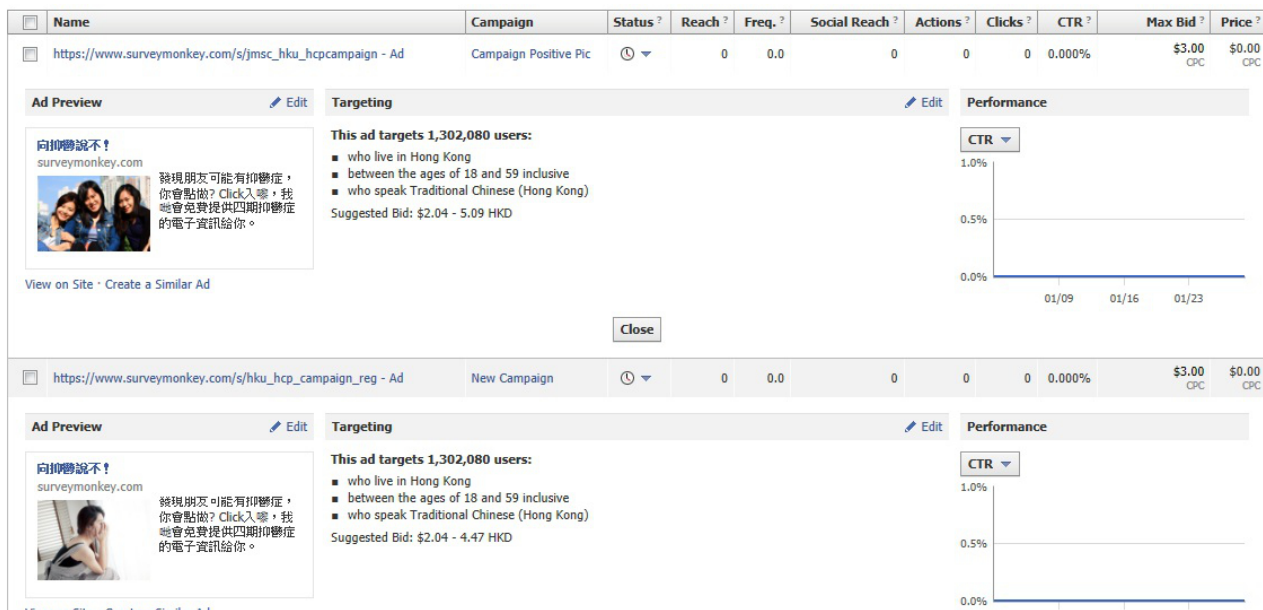 Name Campaign Status ? Reach ? Freq. ? Social Reach ? Actions ? Clicks ? CTR ? Max Bid ? Price ?
https://www.surveymonkey.com/s/jmsc_hku_hcpcampaign - Ad Campaign Positive Pic 0 0.0 0 0 0 0.000% $3.00 $0.00
CPC CPC
Ad Preview Edit Targeting Edit Performance
向抑鬱說不！
surveymonkey.com
發現朋友可能有抑鬱症，
你會點做? Click入嚟，我
哋會免費提供四期抑鬱症
的電子資訊給你。
View on Site · Create a Similar Ad
This ad targets 1,302,080 users:
who live in Hong Kong
between the ages of 18 and 59 inclusive
who speak Traditional Chinese (Hong Kong)
Suggested Bid: $2.04 - 5.09 HKD
CTR
1.0%
0.5%
0.0%
01/09 01/16 01/23
Close
https://www.surveymonkey.com/s/hku_hcp_campaign_reg - Ad New Campaign 0 0.0 0 0 0 0.000% $3.00 $0.00
CPC CPC
Ad Preview Edit Targeting Edit Performance
向抑鬱說不！
surveymonkey.com
發現朋友可能有抑鬱症，
你會點做? Click入嚟，我
哋會免費提供四期抑鬱症
的電子資訊給你。
This ad targets 1,302,080 users:
who live in Hong Kong
between the ages of 18 and 59 inclusive
who speak Traditional Chinese (Hong Kong)
Suggested Bid: $2.04 - 4.47 HKD
CTR
1.0%
0.5%
0.0%